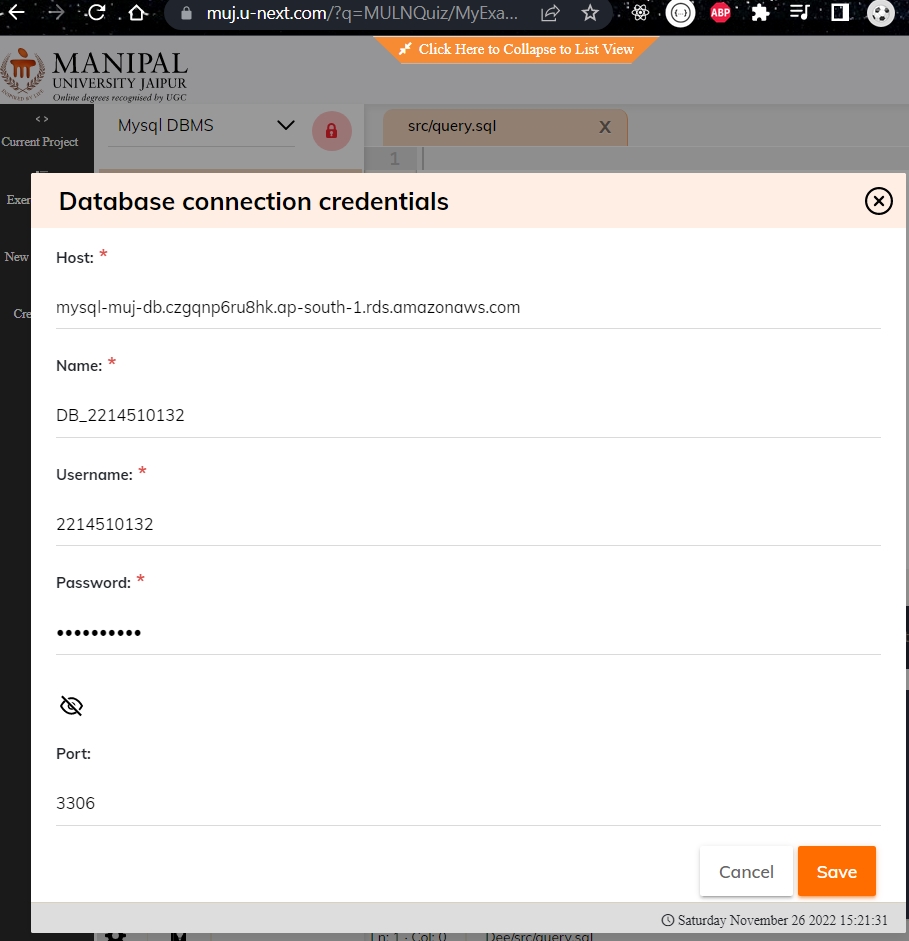 muj.u-next.com/?q=MULNQuiz/MyExa...
ABP
Click Here to Collapse to List View
MANIPAL
UNIVERSITY JAIPUR
INSPIRED BY LIFE
Online degrees recognised by UGC
< >
Current Project
Mysql DBMS
src/query.sql X
1
Exer
New
Cre
Database connection credentials
Host: *
mysql-muj-db.czgqnp6ru8hk.ap-south-1.rds.amazonaws.com
Name: *
DB_2214510132
Username: *
2214510132
Password: *
••••••••••
Port:
3306
Cancel Save
Saturday November 26 2022 15:21:31
Ln: 1 · Col: 0 Dee/src/query.sql